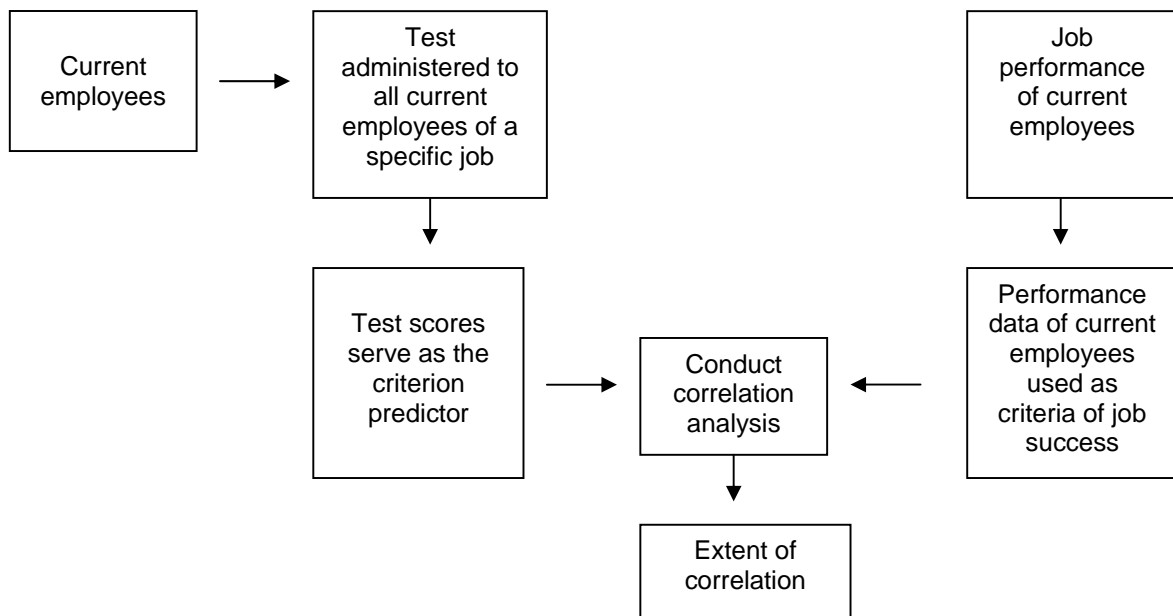 Current
employees
Test
administered to
all current
employees of a
specific job
Job
performance
of current
employees
Test scores
serve as the
criterion
predictor
Conduct
correlation
analysis
Performance
data of current
employees
used as
criteria of job
success
Extent of
correlation